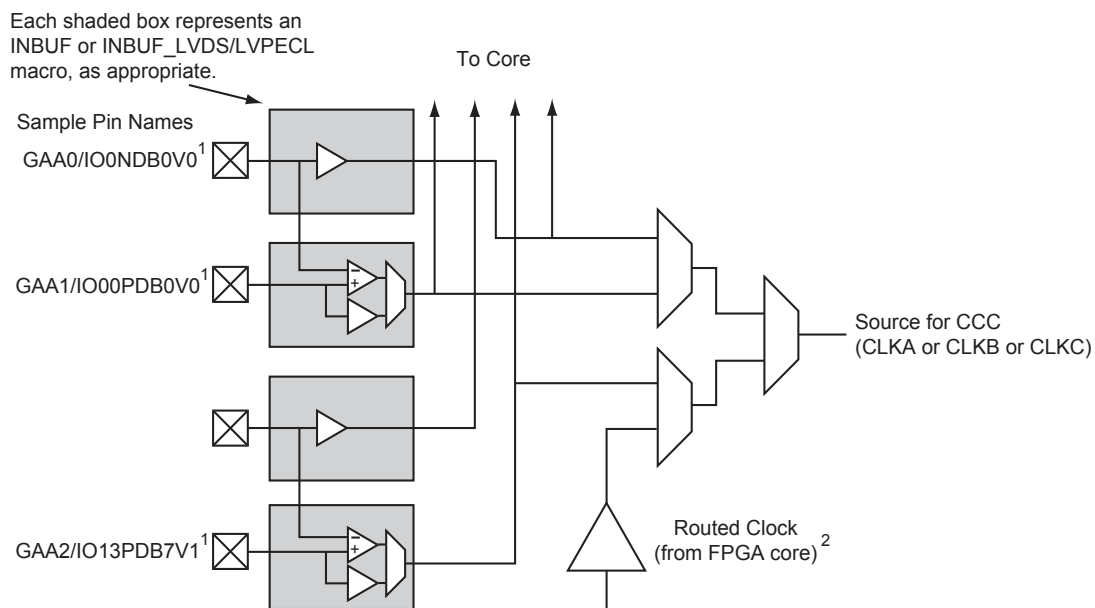 Each shaded box represents an
INBUF or INBUF_LVDS/LVPECL
macro, as appropriate.
To Core
Sample Pin Names
GAA0/IO0NDB0V0¹
GAA1/IO00PDB0V0¹
− +
Source for CCC
(CLKA or CLKB or CLKC)
GAA2/IO13PDB7V1¹
− +
Routed Clock
(from FPGA core)²